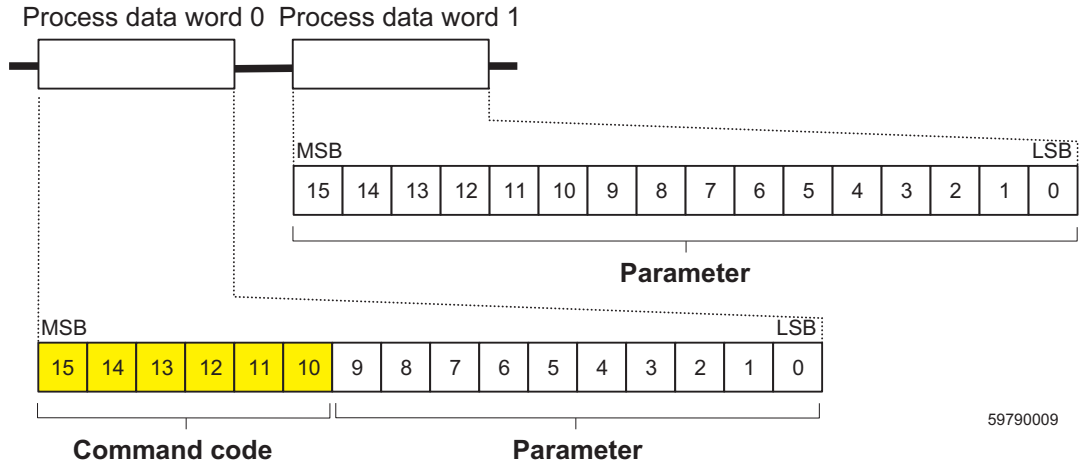 Process data word 0 Process data word 1
MSB LSB
15 14 13 12 11 10 9 8 7 6 5 4 3 2 1 0
Parameter
MSB LSB
15 14 13 12 11 10 9 8 7 6 5 4 3 2 1 0
59790009
Command code Parameter